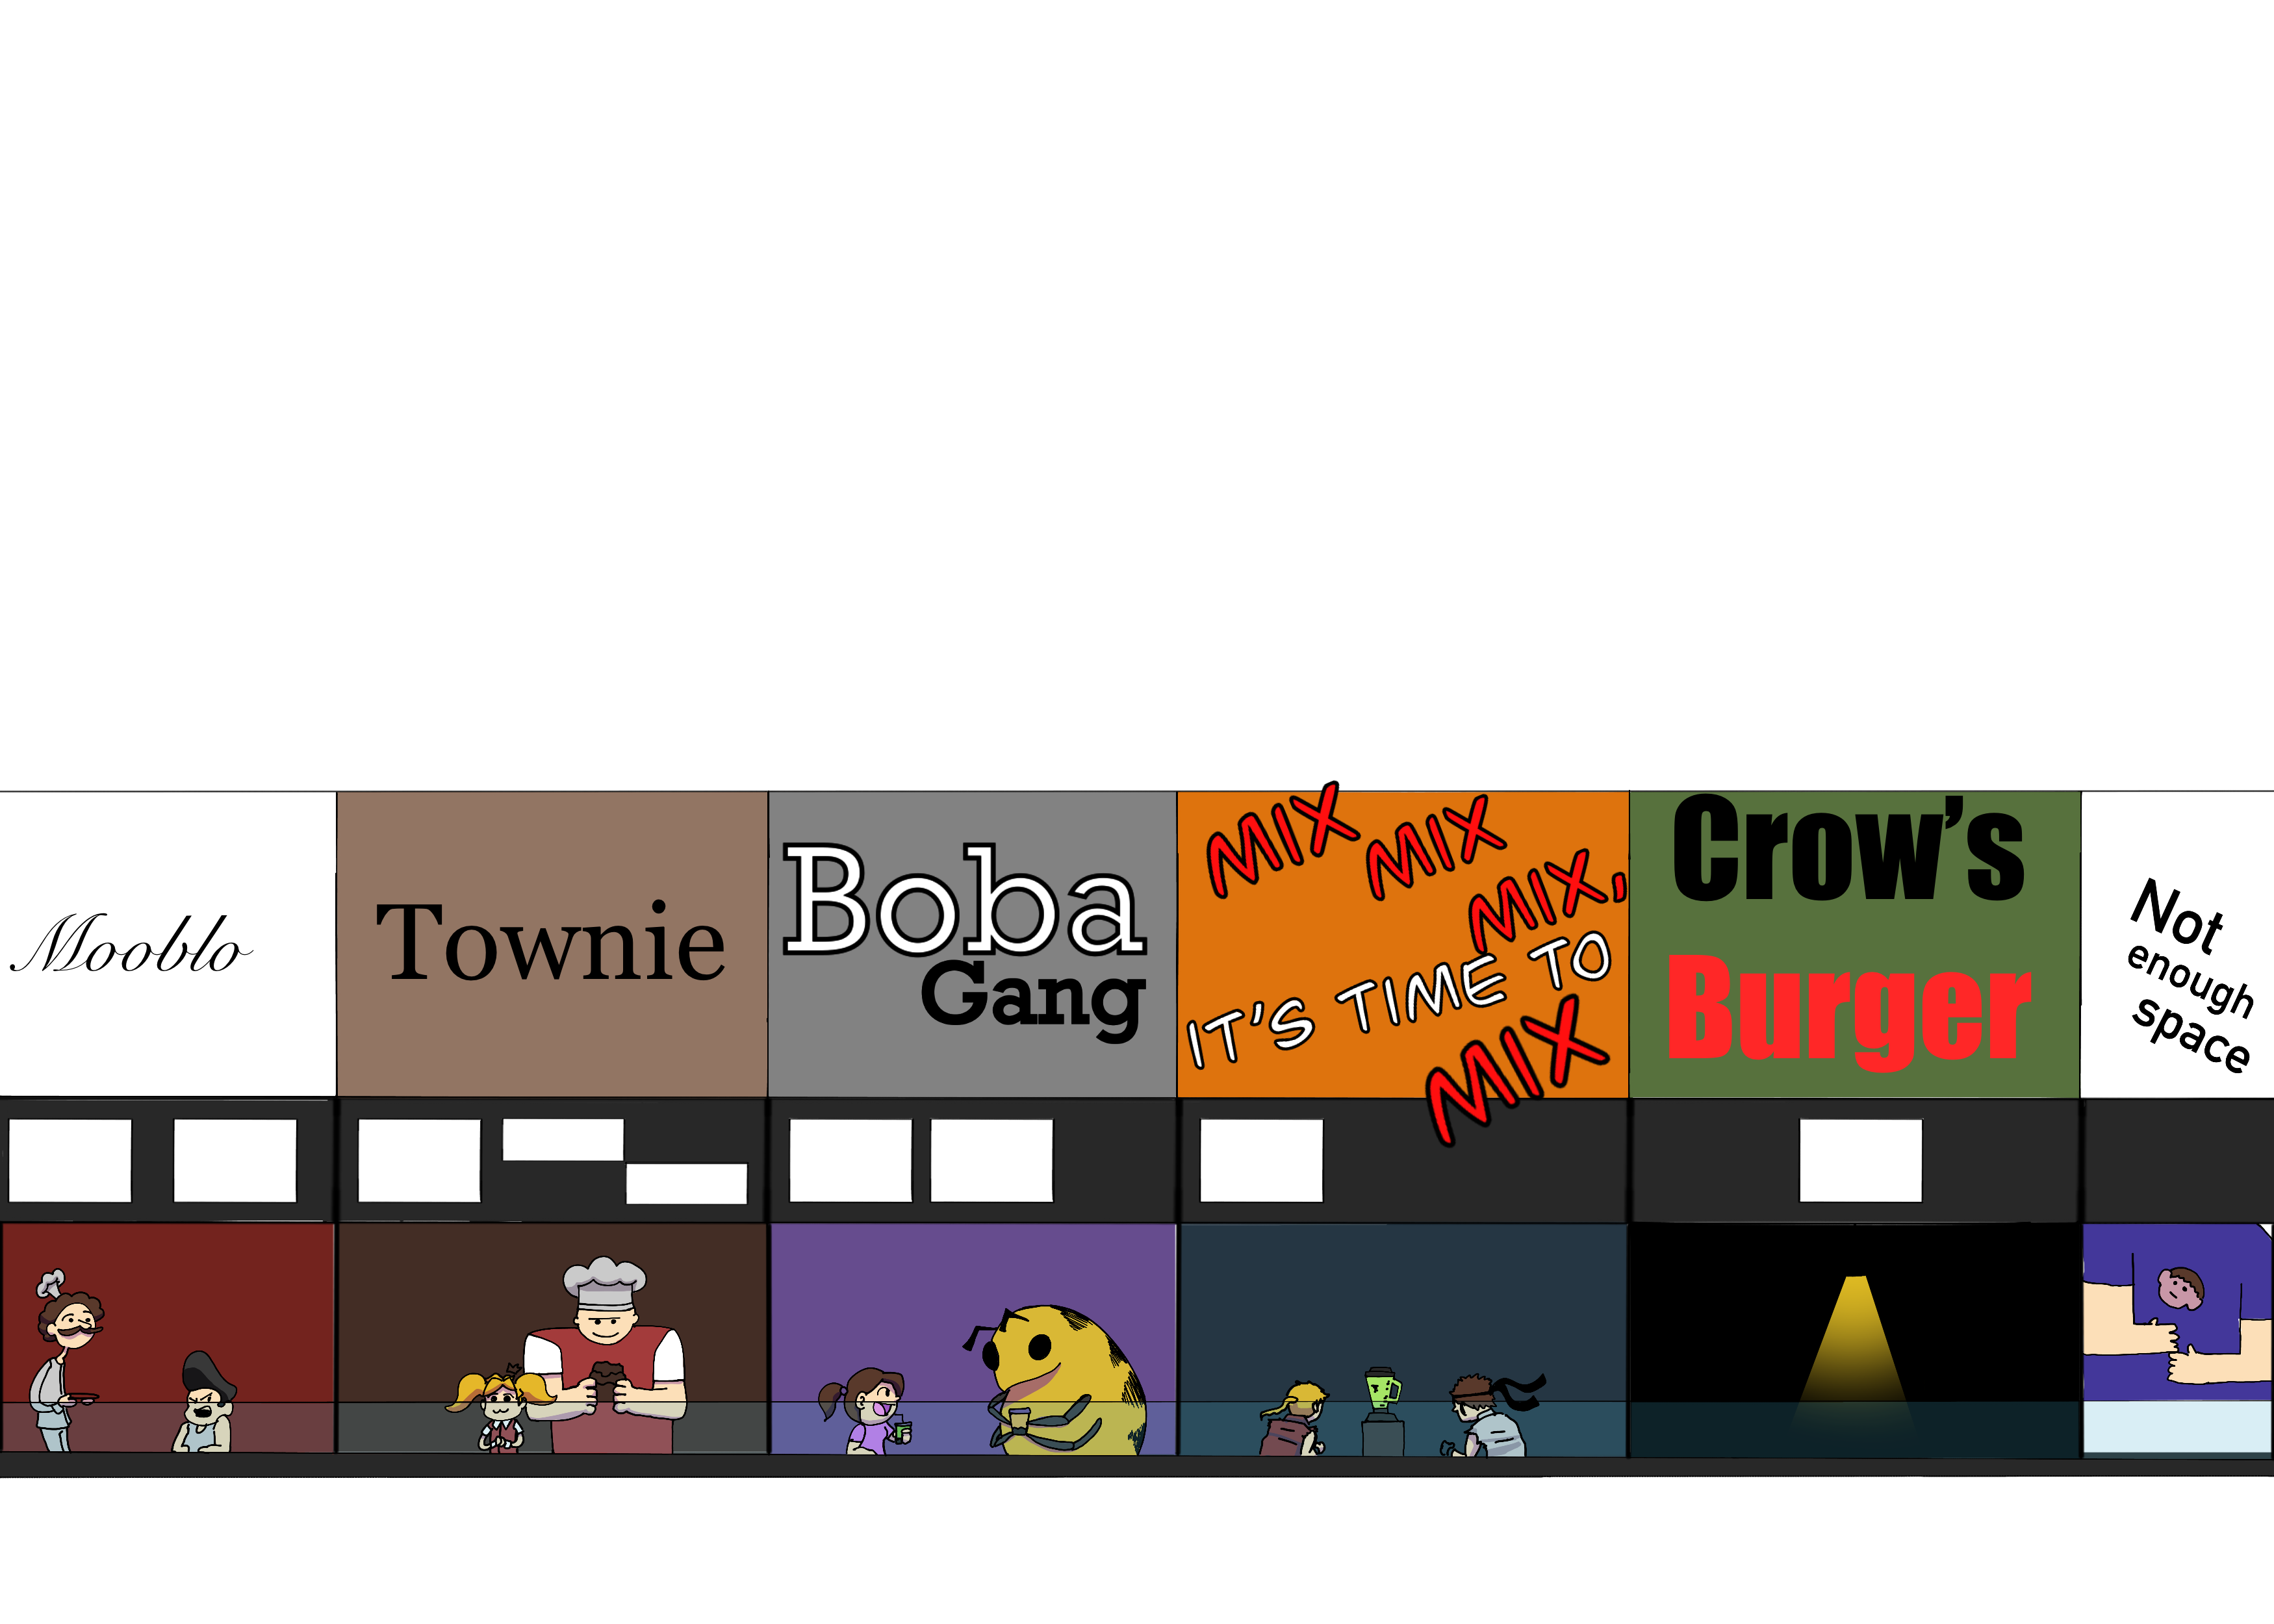 Mooblo
Townie
Boba
Gang
MIX
MIX
MIX,
IT'S TIME TO
MIX
Crow's
Burger
Not
enough
space